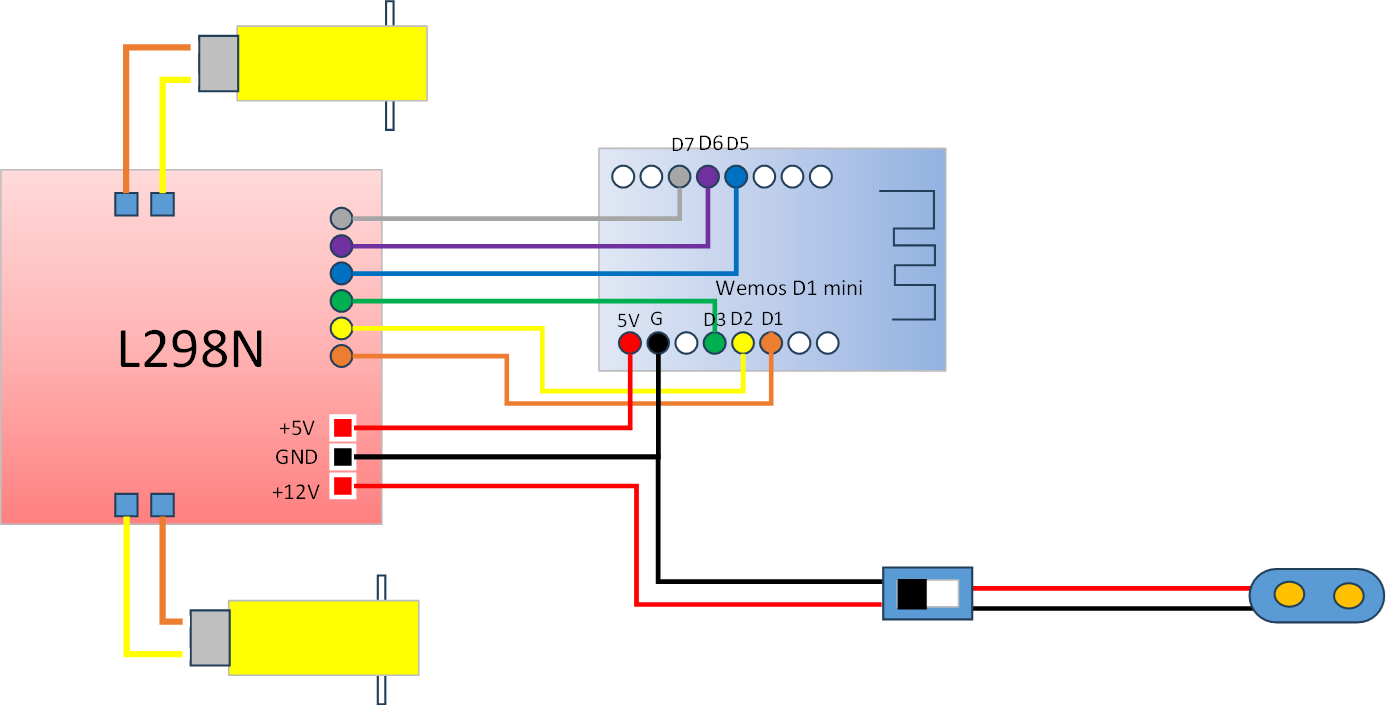 D7 D6 D5
Wemos D1 mini
5V G D3 D2 D1
L298N
+5V
GND
+12V